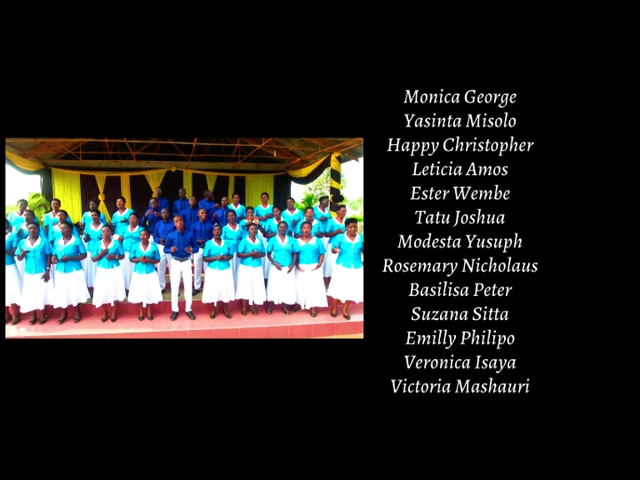 Monica George
Yasinta Misolo
Happy Christopher
Leticia Amos
Ester Wembe
Tatu Joshua
Modesta Yusuph
Rosemary Nicholaus
Basilisa Peter
Suzana Sitta
Emilly Philipo
Veronica Isaya
Victoria Mashauri